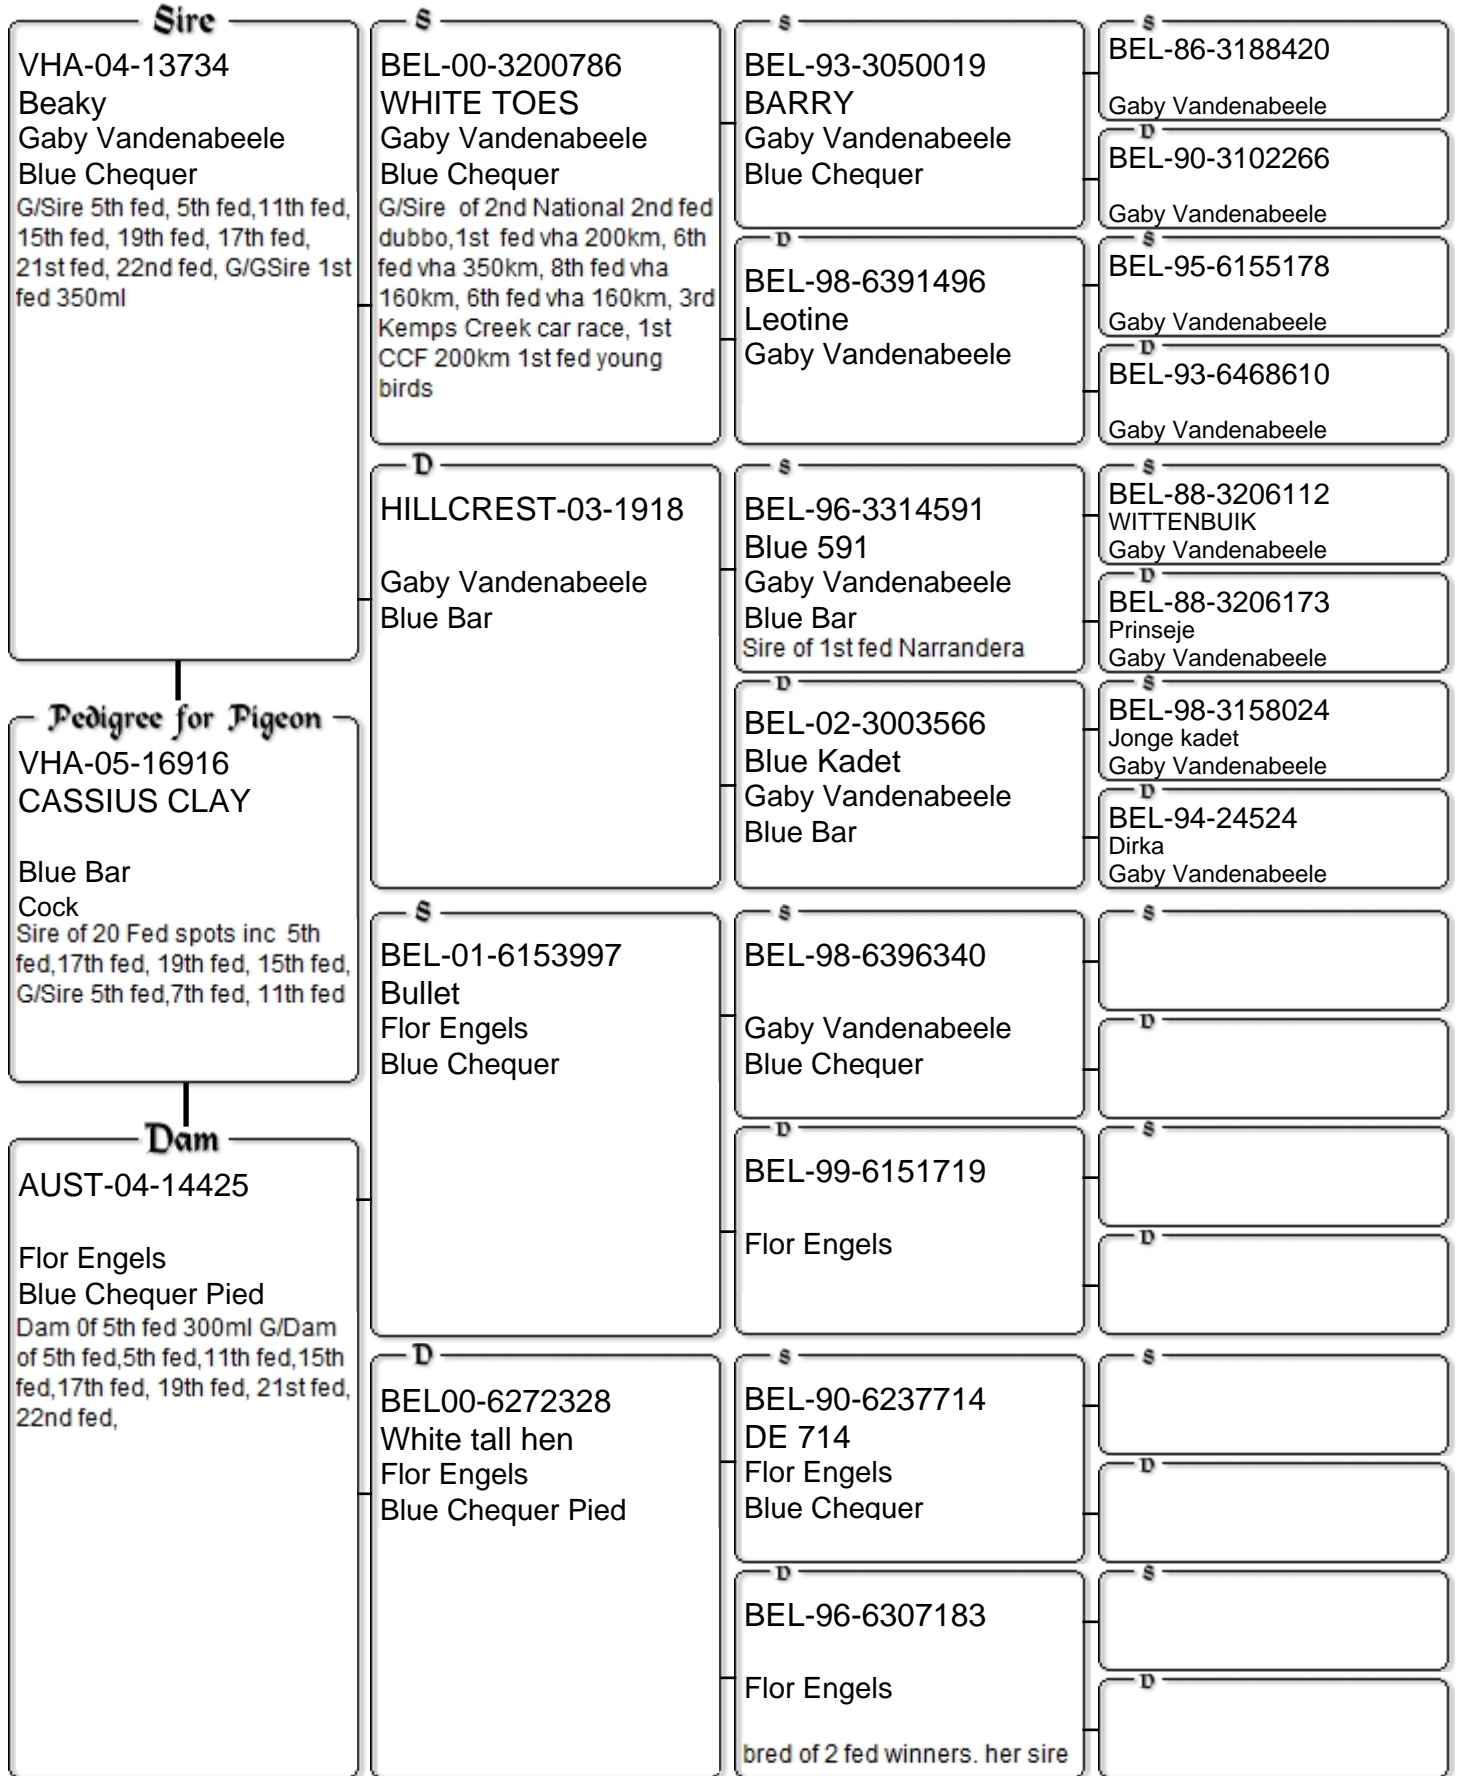 Sire
VHA-04-13734
Beaky
Gaby Vandenabeele
Blue Chequer
G/Sire 5th fed, 5th fed,11th fed,
15th fed, 19th fed, 17th fed,
21st fed, 22nd fed, G/GSire 1st
fed 350ml
Pedigree for Pigeon
VHA-05-16916
CASSIUS CLAY
Blue Bar
Cock
Sire of 20 Fed spots inc 5th
fed,17th fed, 19th fed, 15th fed,
G/Sire 5th fed,7th fed, 11th fed
Dam
AUST-04-14425
Flor Engels
Blue Chequer Pied
Dam 0f 5th fed 300ml G/Dam
of 5th fed,5th fed,11th fed,15th
fed,17th fed, 19th fed, 21st fed,
22nd fed,
S
BEL-00-3200786
WHITE TOES
Gaby Vandenabeele
Blue Chequer
G/Sire of 2nd National 2nd fed
dubbo,1st fed vha 200km, 6th
fed vha 350km, 8th fed vha
160km, 6th fed vha 160km, 3rd
Kemps Creek car race, 1st
CCF 200km 1st fed young
birds
D
HILLCREST-03-1918
Gaby Vandenabeele
Blue Bar
S
BEL-01-6153997
Bullet
Flor Engels
Blue Chequer
D
BEL00-6272328
White tall hen
Flor Engels
Blue Chequer Pied
S
BEL-93-3050019
BARRY
Gaby Vandenabeele
Blue Chequer
D
BEL-98-6391496
Leotine
Gaby Vandenabeele
S
BEL-96-3314591
Blue 591
Gaby Vandenabeele
Blue Bar
Sire of 1st fed Narrandera
D
BEL-02-3003566
Blue Kadet
Gaby Vandenabeele
Blue Bar
S
BEL-98-6396340
Gaby Vandenabeele
Blue Chequer
D
BEL-99-6151719
Flor Engels
S
BEL-90-6237714
DE 714
Flor Engels
Blue Chequer
D
BEL-96-6307183
Flor Engels
bred of 2 fed winners. her sire
S
BEL-86-3188420
Gaby Vandenabeele
D
BEL-90-3102266
Gaby Vandenabeele
S
BEL-95-6155178
Gaby Vandenabeele
D
BEL-93-6468610
Gaby Vandenabeele
S
BEL-88-3206112
WITTENBUIK
Gaby Vandenabeele
D
BEL-88-3206173
Prinseje
Gaby Vandenabeele
S
BEL-98-3158024
Jonge kadet
Gaby Vandenabeele
D
BEL-94-24524
Dirka
Gaby Vandenabeele
S
D
S
D
S
D
S
D